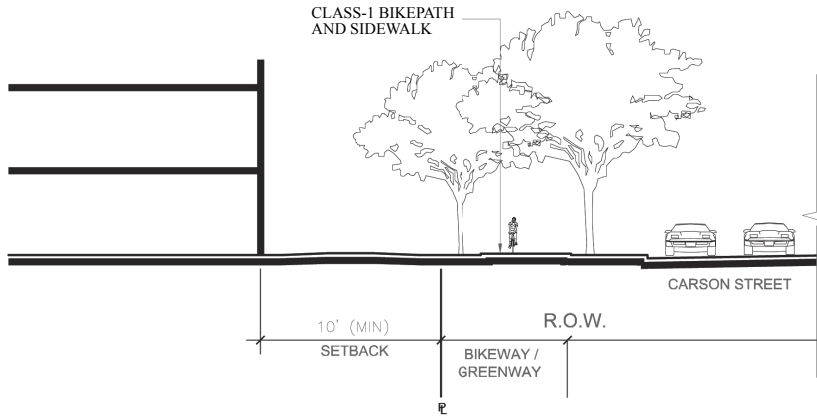 CLASS-1 BIKEPATH
AND SIDEWALK
CARSON STREET
10' (MIN)
SETBACK
R.O.W.
BIKEWAY /
GREENWAY
PL